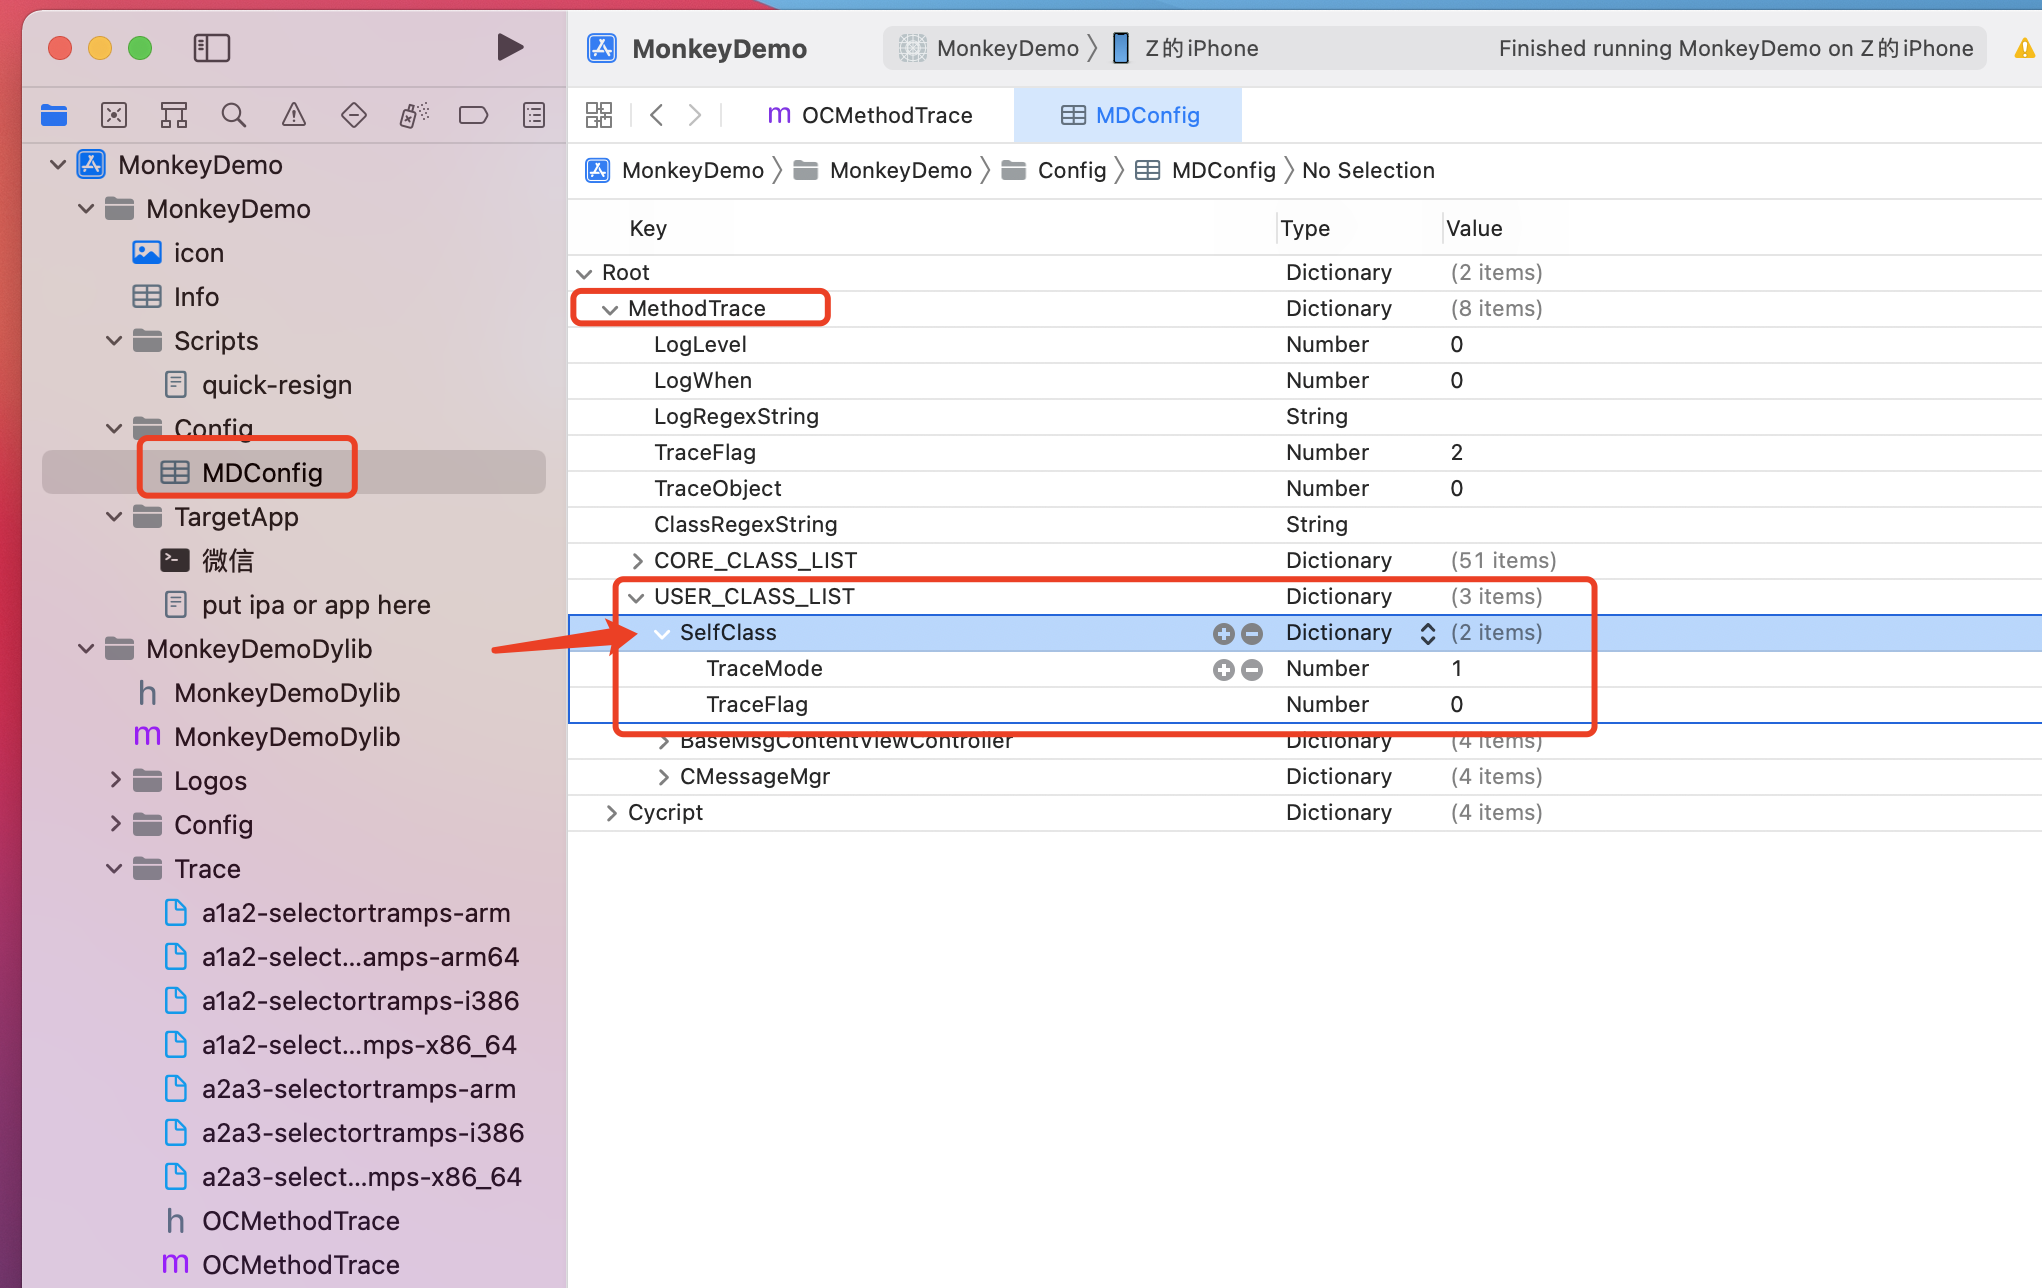 MonkeyDemo
MonkeyDemo
Z的iPhone
Finished running MonkeyDemo on Z的iPhone
m OCMethodTrace
MDConfig
MonkeyDemo
MonkeyDemo
Config
MDConfig
No Selection
MonkeyDemo
MonkeyDemo
icon
Info
Scripts
quick-resign
Config
MDConfig
TargetApp
微信
put ipa or app here
MonkeyDemoDylib
h MonkeyDemoDylib
m MonkeyDemoDylib
Logos
Config
Trace
a1a2-selectortramps-arm
a1a2-select...amps-arm64
a1a2-selectortramps-i386
a1a2-select...mps-x86_64
a2a3-selectortramps-arm
a2a3-selectortramps-i386
a2a3-select...mps-x86_64
h OCMethodTrace
m OCMethodTrace
Key Type Value
Root Dictionary (2 items)
MethodTrace Dictionary (8 items)
LogLevel Number 0
LogWhen Number 0
LogRegexString String
TraceFlag Number 2
TraceObject Number 0
ClassRegexString String
CORE_CLASS_LIST Dictionary (51 items)
USER_CLASS_LIST Dictionary (3 items)
SelfClass Dictionary (2 items)
TraceMode Number 1
TraceFlag Number 0
BaseMsgContentViewController Dictionary (4 items)
CMessageMgr Dictionary (4 items)
Cycript Dictionary (4 items)